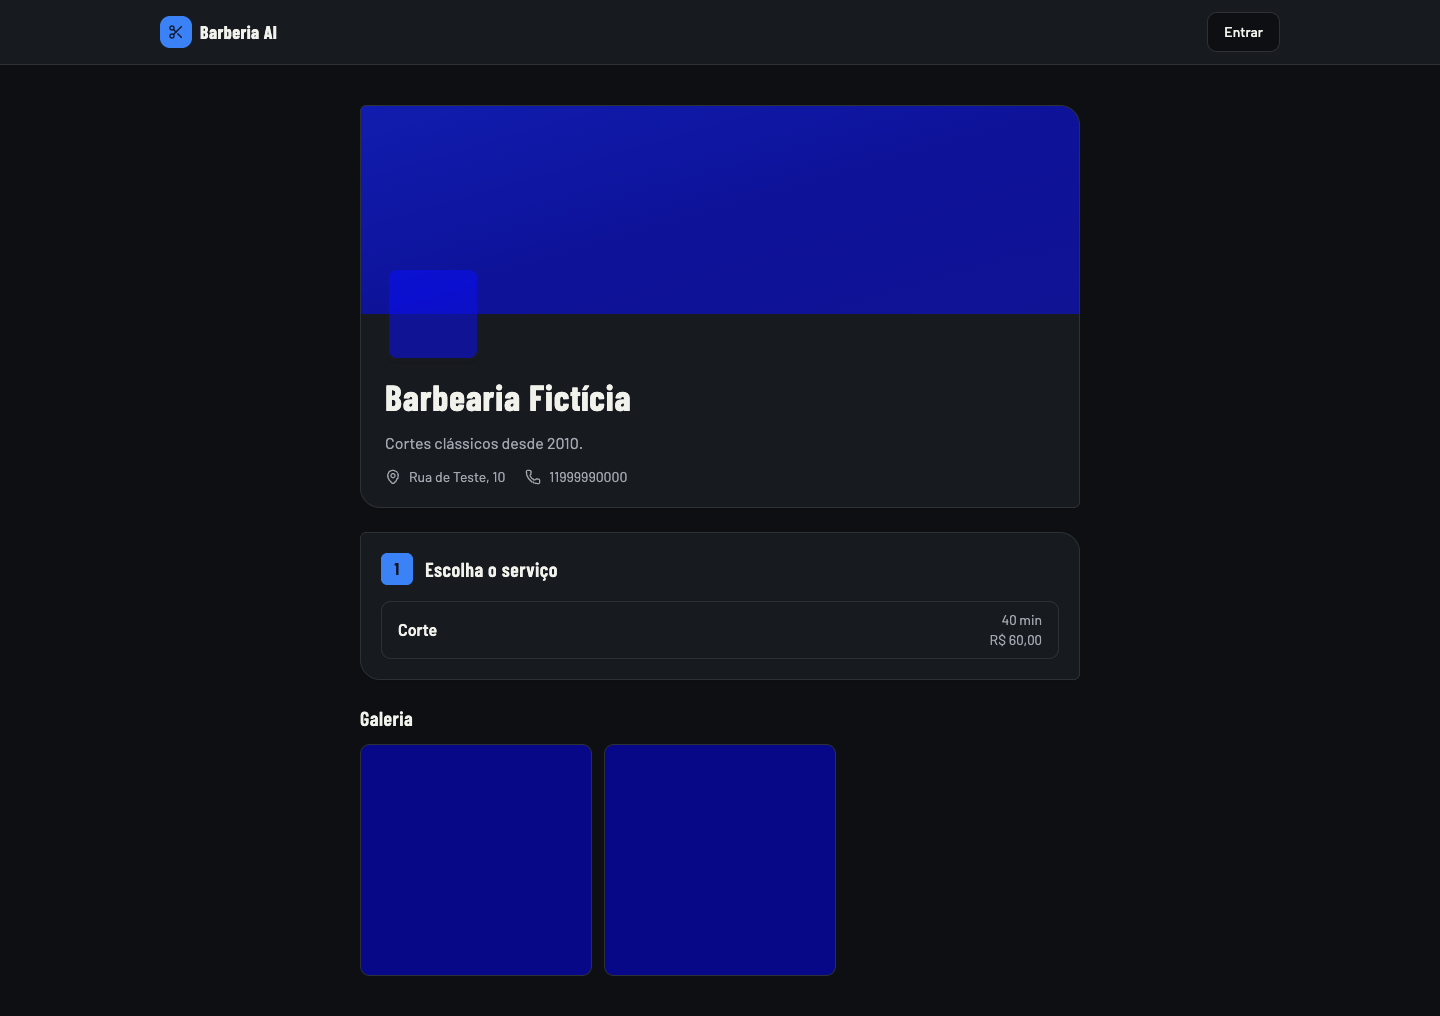 Barberia AI
Entrar
Barbearia Fictícia
Cortes clássicos desde 2010.
Rua de Teste, 10 11999990000
1 Escolha o serviço
Corte
40 min
R$ 60,00
Galeria